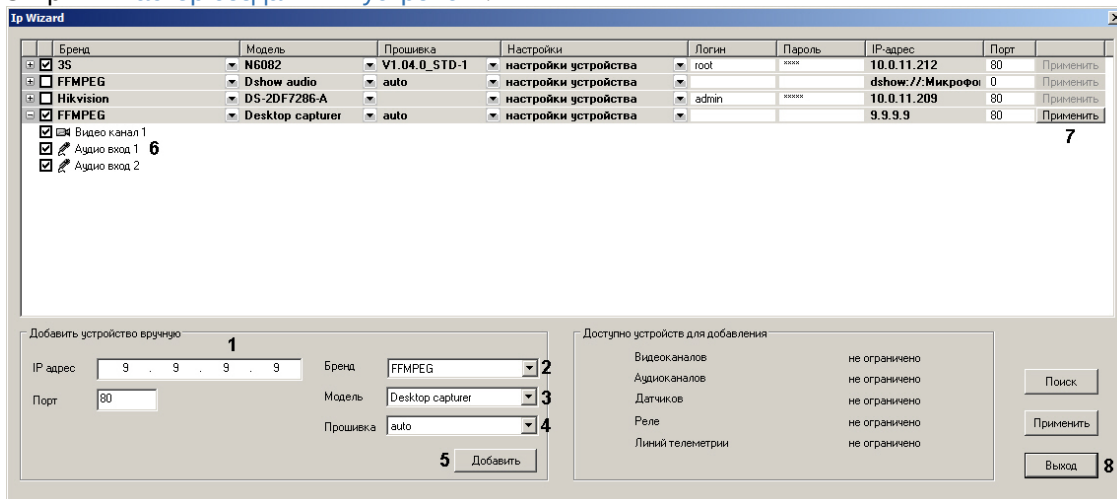 Ip Wizard
Бренд Модель Прошивка Настройки Логин Пароль IP-адрес Порт
3S N6082 V1.04.0_STD-1 настройки устройства root **** 10.0.11.212 80 Применить
FFMPEG Dshow audio auto настройки устройства dshow://:Микрофо 0 Применить
Hikvision DS-2DF7286-A настройки устройства admin ***** 10.0.11.209 80 Применить
FFMPEG Desktop capturer auto настройки устройства 9.9.9.9 80 Применить
7
Видео канал 1
Аудио вход 1 6
Аудио вход 2
Добавить устройство вручную
1
IP адрес 9 . 9 . 9 . 9
Порт 80
Бренд FFMPEG 2
Модель Desktop capturer 3
Прошивка auto 4
5 Добавить
Доступно устройств для добавления
Видеоканалов не ограничено
Аудиоканалов не ограничено
Датчиков не ограничено
Реле не ограничено
Линий телеметрии не ограничено
Поиск
Применить
Выход 8